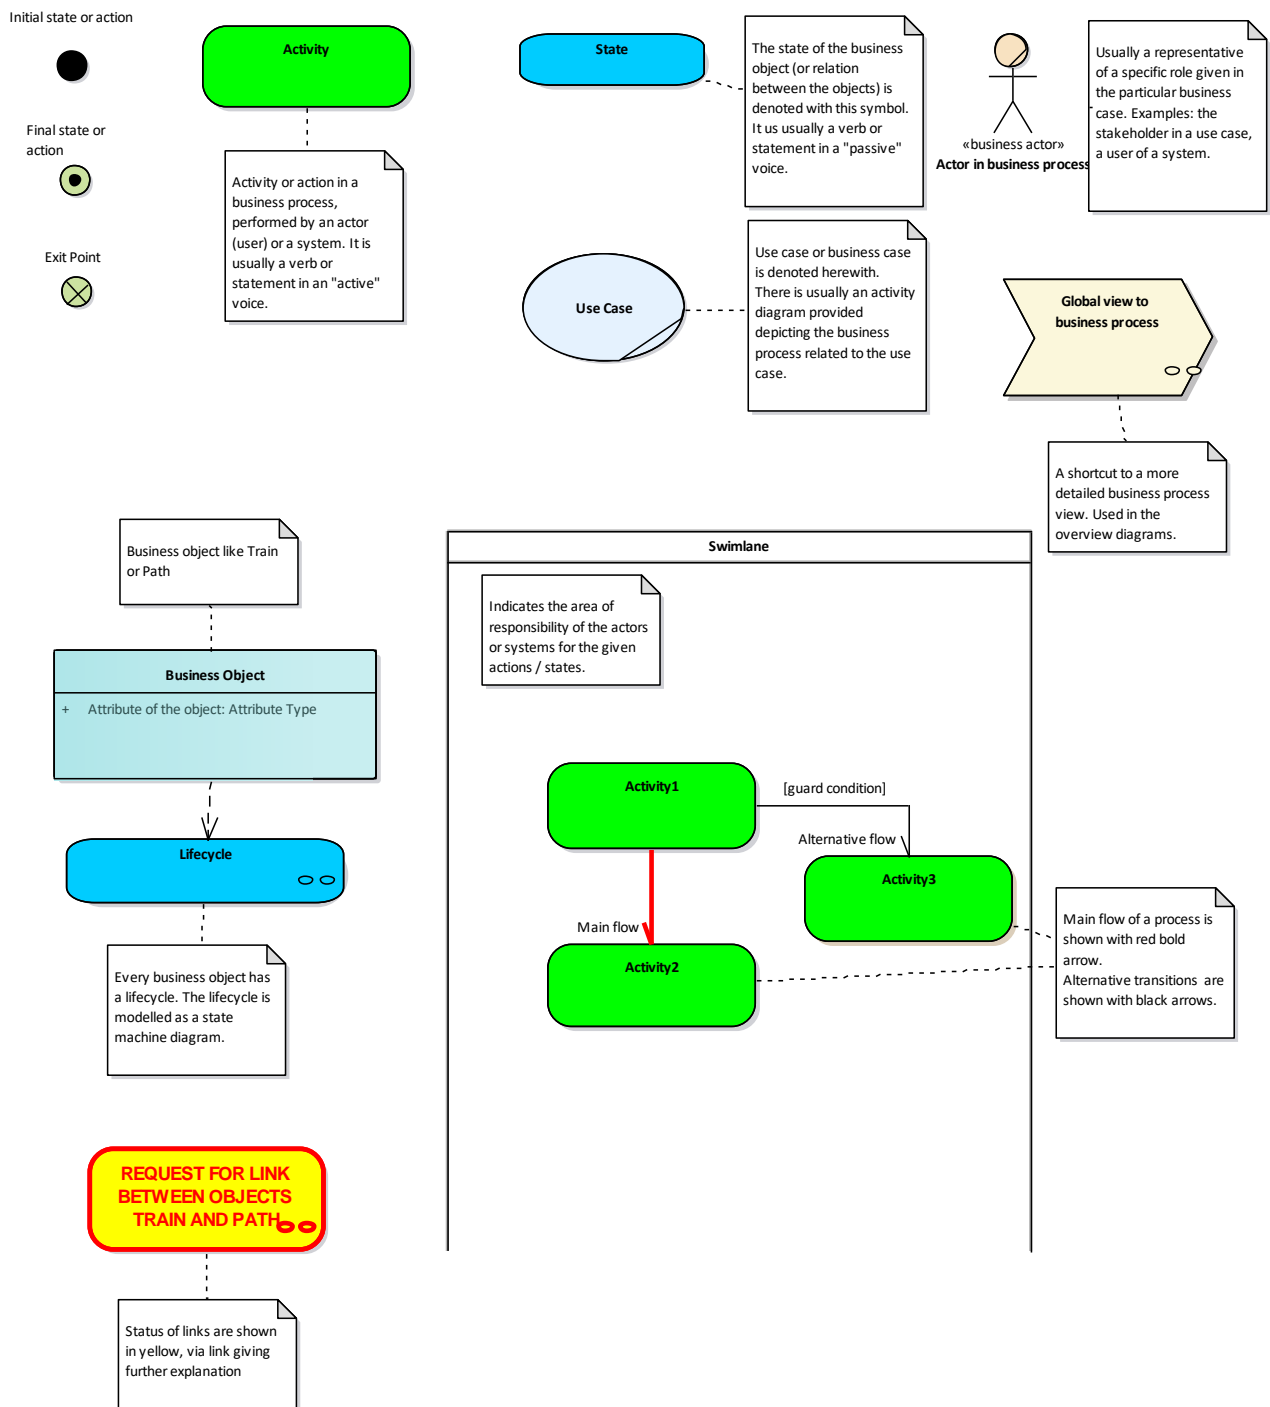 Initial state or action
Final state or
action
Exit Point
Activity
Activity or action in a
business process,
performed by an actor
(user) or a system. It is
usually a verb or
statement in an "active"
voice.
State
The state of the business
object (or relation
between the objects) is
denoted with this symbol.
It us usually a verb or
statement in a "passive"
voice.
«business actor»
Actor in business process
Usually a representative
of a specific role given in
the particular business
case. Examples: the
stakeholder in a use case,
a user of a system.
Use Case
Use case or business case
is denoted herewith.
There is usually an activity
diagram provided
depicting the business
process related to the use
case.
Global view to
business process
A shortcut to a more
detailed business process
view. Used in the
overview diagrams.
Business object like Train
or Path
Business Object
+ Attribute of the object: Attribute Type
Lifecycle
Every business object has
a lifecycle. The lifecycle is
modelled as a state
machine diagram.
REQUEST FOR LINK
BETWEEN OBJECTS
TRAIN AND PATH
Status of links are shown
in yellow, via link giving
further explanation
Swimlane
Indicates the area of
responsibility of the actors
or systems for the given
actions / states.
Activity1
[guard condition]
Alternative flow
Activity3
Main flow
Activity2
Main flow of a process is
shown with red bold
arrow.
Alternative transitions are
shown with black arrows.